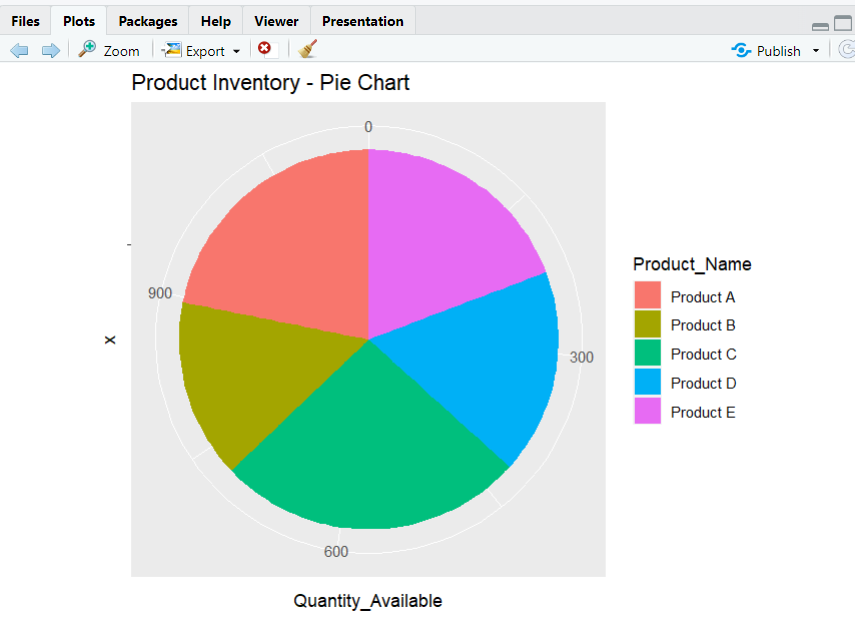 Files Plots Packages Help Viewer Presentation
Zoom Export Publish
Product Inventory - Pie Chart
0
900
300
600
x
-
Quantity_Available
Product_Name
Product A
Product B
Product C
Product D
Product E